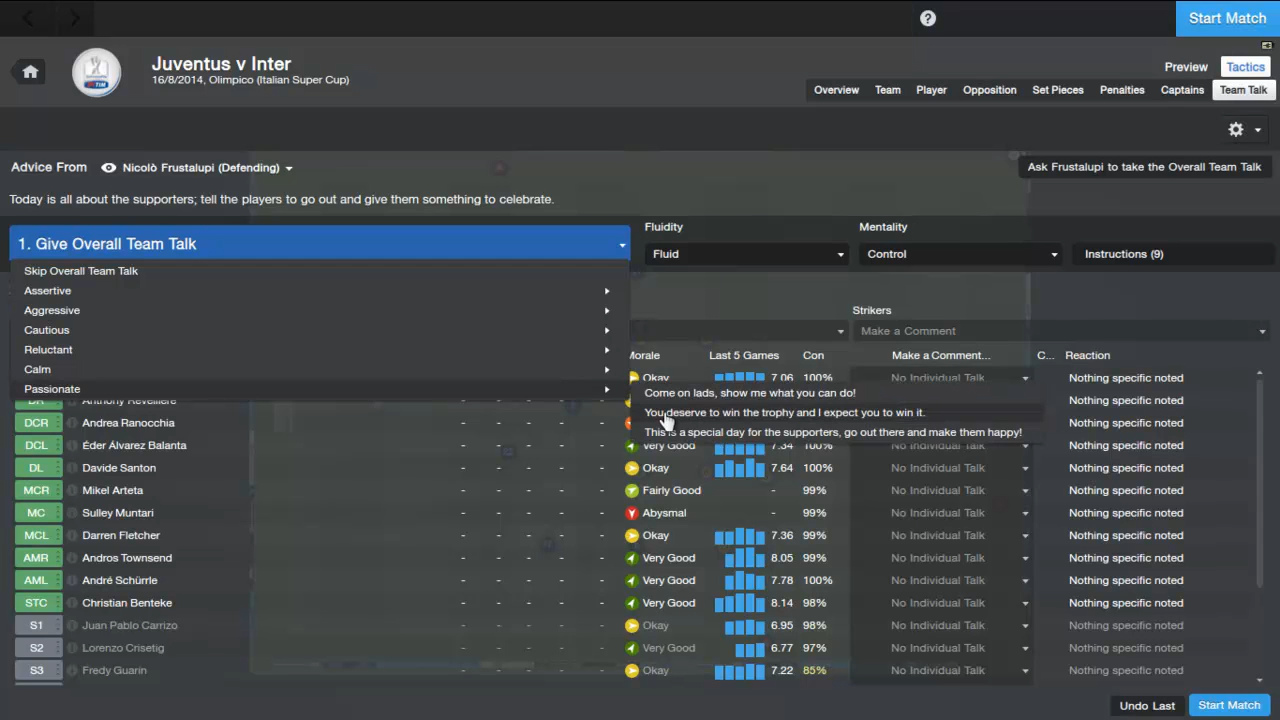 Start Match
Juventus v Inter
16/8/2014, Olimpico (Italian Super Cup)
Preview Tactics
Overview Team Player Opposition Set Pieces Penalties Captains Team Talk
Advice From Nicolò Frustalupi (Defending) Ask Frustalupi to take the Overall Team Talk
Today is all about the supporters; tell the players to go out and give them something to celebrate.
Fluidity Mentality
1. Give Overall Team Talk Fluid Control Instructions (9)
Skip Overall Team Talk
Assertive
Aggressive Strikers
Cautious Make a Comment
Reluctant Morale Last 5 Games Con Make a Comment... C... Reaction
Calm Okay 7.06 100% No Individual Talk Nothing specific noted
Passionate Come on lads, show me what you can do!
DR Anthony Réveillère Nothing specific noted
You deserve to win the trophy and I expect you to win it.
DCR Andrea Ranocchia - - - - - Nothing specific noted
This is a special day for the supporters, go out there and make them happy!
DCL Éder Álvarez Balanta - - - - - Very Good 7.54 100% No Individual Talk Nothing specific noted
DL Davide Santon - - - - - Okay 7.64 100% No Individual Talk Nothing specific noted
MCR Mikel Arteta - - - - - Fairly Good - 99% No Individual Talk Nothing specific noted
MC Sulley Muntari - - - - - Abysmal - 99% No Individual Talk Nothing specific noted
MCL Darren Fletcher - - - - - Okay 7.36 99% No Individual Talk Nothing specific noted
AMR Andros Townsend - - - - - Very Good 8.05 99% No Individual Talk Nothing specific noted
AML André Schürrle - - - - - Very Good 7.78 100% No Individual Talk Nothing specific noted
STC Christian Benteke - - - - - Very Good 8.14 98% No Individual Talk Nothing specific noted
S1 Juan Pablo Carrizo - - - - - Okay 6.95 98% No Individual Talk Nothing specific noted
S2 Lorenzo Crisetig - - - - - Very Good 6.77 97% No Individual Talk Nothing specific noted
S3 Fredy Guarín - - - - - Okay 7.22 85% No Individual Talk Nothing specific noted
Undo Last Start Match